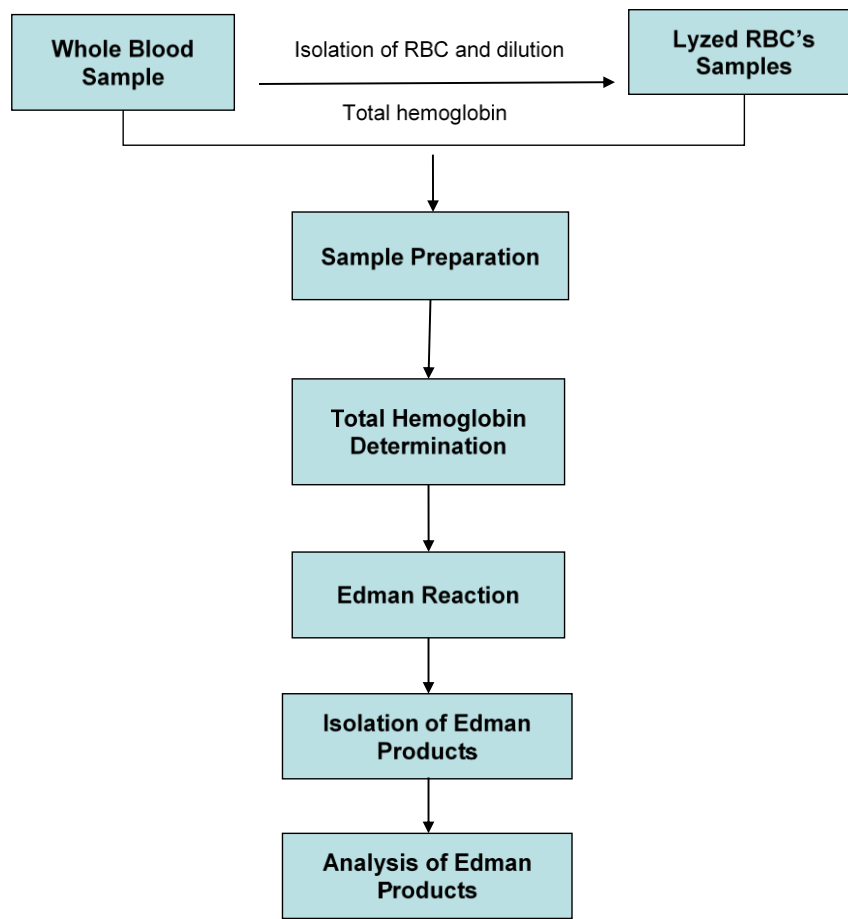 Whole Blood
Sample
Isolation of RBC and dilution
Total hemoglobin
Lyzed RBC's
Samples
Sample Preparation
Total Hemoglobin
Determination
Edman Reaction
Isolation of Edman
Products
Analysis of Edman
Products